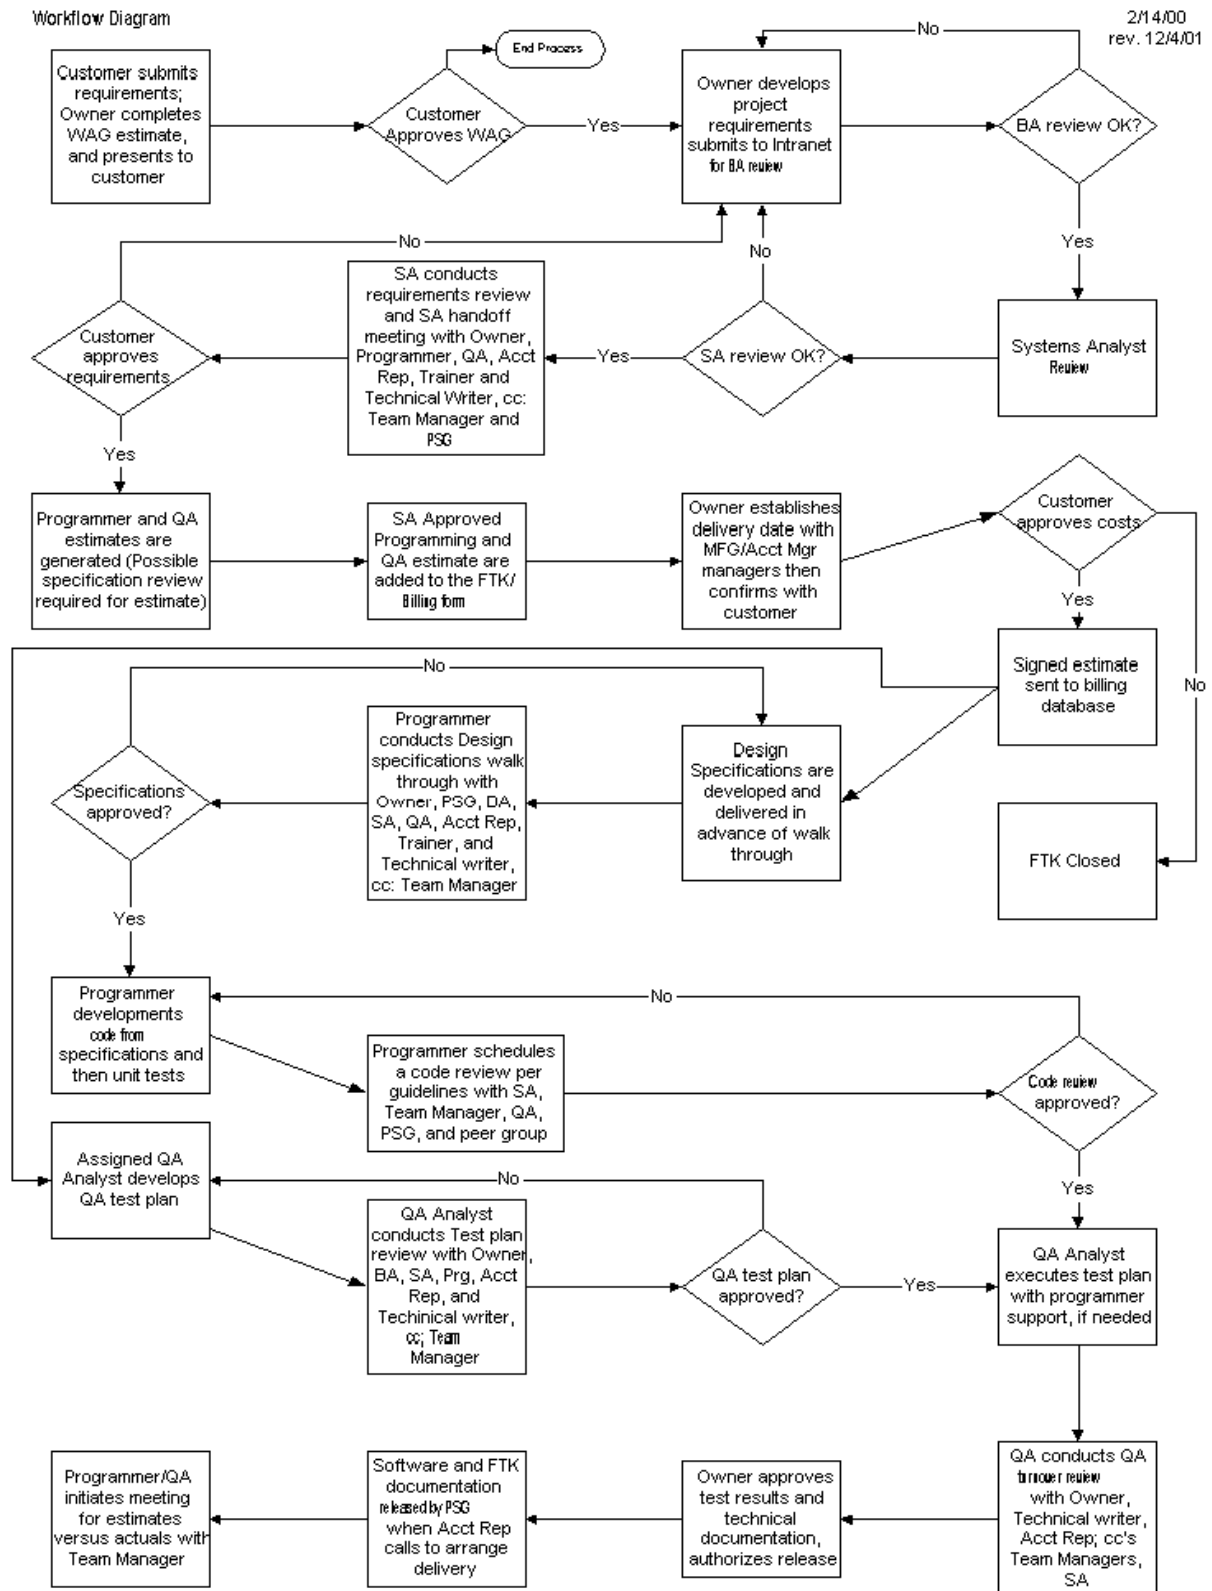 Workflow Diagram
2/14/00
rev. 12/4/01
Customer submits
requirements;
Owner completes
WAG estimate,
and presents to
customer
End Process
Customer
Approves WAG
Yes
Owner develops
project
requirements
submits to Intranet
for BA review
No
BA review OK?
Yes
No
SA conducts
requirements review
and SA handoff
meeting with Owner,
Programmer, QA, Acct
Rep, Trainer and
Technical Writer, cc:
Team Manager and
PSG
No
Customer
approves
requirements
Yes
SA review OK?
Systems Analyst
Review
Yes
Programmer and QA
estimates are
generated (Possible
specification review
required for estimate)
SA Approved
Programming and
QA estimate are
added to the FTK/
Billing form
Owner establishes
delivery date with
MFG/Acct Mgr
managers then
confirms with
customer
Customer
approves costs
Yes
No
Signed estimate
sent to billing
database
No
Specifications
approved?
Programmer
conducts Design
specifications walk
through with
Owner, PSG, DA,
SA, QA, Acct Rep,
Trainer, and
Technical writer,
cc: Team Manager
Design
Specifications are
developed and
delivered in
advance of walk
through
FTK Closed
Yes
Programmer
developments
code from
specifications and
then unit tests
No
Programmer schedules
a code review per
guidelines with SA,
Team Manager, QA,
PSG, and peer group
Code review
approved?
Yes
Assigned QA
Analyst develops
QA test plan
No
QA Analyst
conducts Test plan
review with Owner,
BA, SA, Prg, Acct
Rep, and
Techinical writer,
cc; Team
Manager
QA test plan
approved?
Yes
QA Analyst
executes test plan
with programmer
support, if needed
Programmer/QA
initiates meeting
for estimates
versus actuals with
Team Manager
Software and FTK
documentation
released by PSG
when Acct Rep
calls to arrange
delivery
Owner approves
test results and
technical
documentation,
authorizes release
QA conducts QA
turnover review
with Owner,
Technical writer,
Acct Rep; cc's
Team Managers,
SA